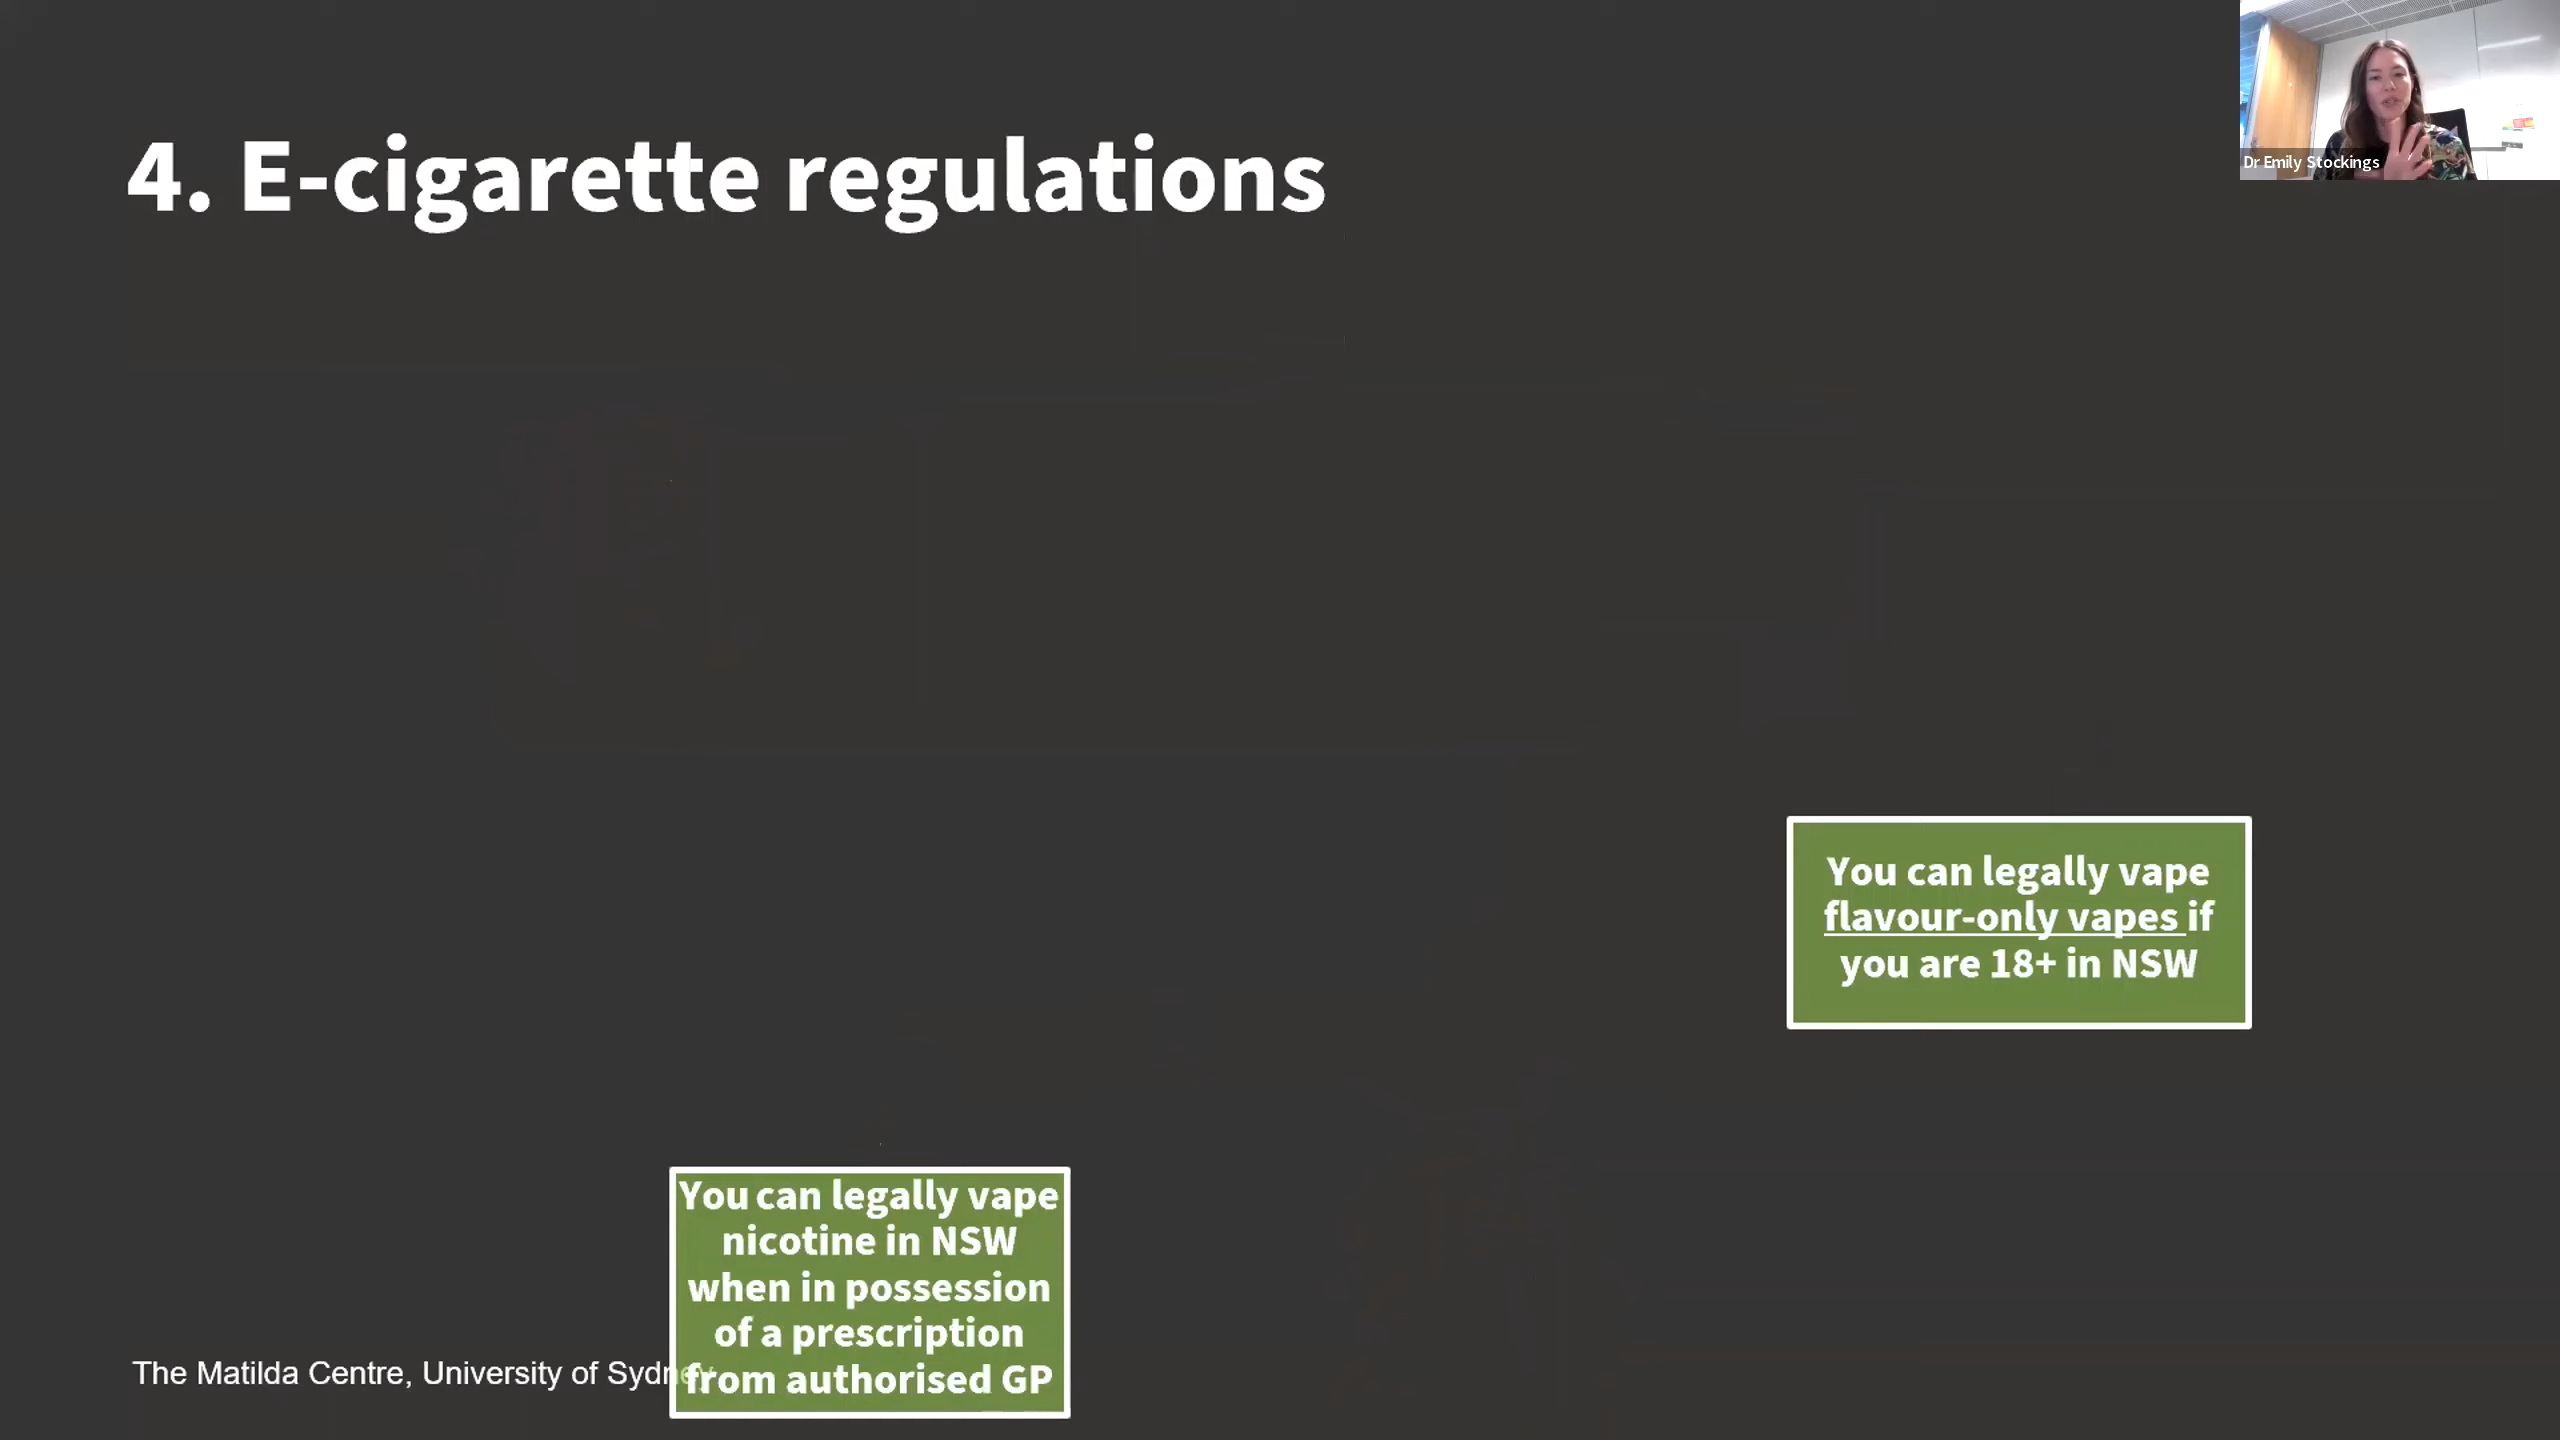 4. E-cigarette regulations
Dr Emily Stockings
You can legally vape
flavour-only vapes if
you are 18+ in NSW
You can legally vape
nicotine in NSW
when in possession
of a prescription
from authorised GP
The Matilda Centre, University of Sydney